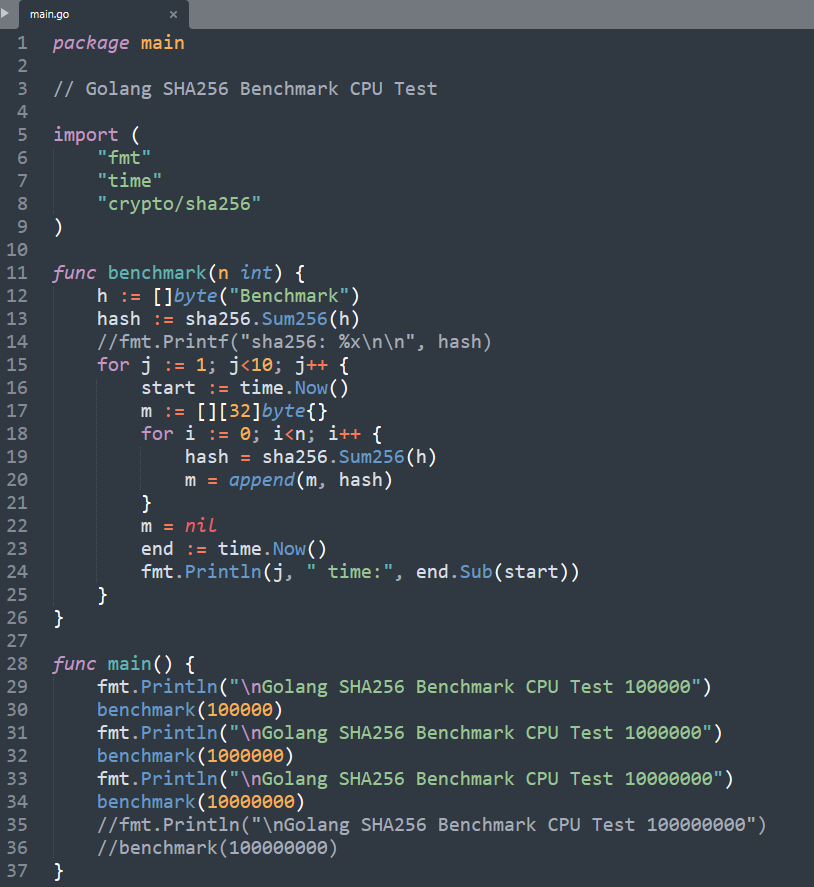 main.go ×
1 package main
2
3 // Golang SHA256 Benchmark CPU Test
4
5 import (
6     "fmt"
7     "time"
8     "crypto/sha256"
9 )
10
11 func benchmark(n int) {
12     h := []byte("Benchmark")
13     hash := sha256.Sum256(h)
14     //fmt.Printf("sha256: %x\n\n", hash)
15     for j := 1; j<10; j++ {
16         start := time.Now()
17         m := [][32]byte{}
18         for i := 0; i<n; i++ {
19             hash = sha256.Sum256(h)
20             m = append(m, hash)
21         }
22         m = nil
23         end := time.Now()
24         fmt.Println(j, " time:", end.Sub(start))
25     }
26 }
27
28 func main() {
29     fmt.Println("\nGolang SHA256 Benchmark CPU Test 100000")
30     benchmark(100000)
31     fmt.Println("\nGolang SHA256 Benchmark CPU Test 1000000")
32     benchmark(1000000)
33     fmt.Println("\nGolang SHA256 Benchmark CPU Test 10000000")
34     benchmark(10000000)
35     //fmt.Println("\nGolang SHA256 Benchmark CPU Test 100000000")
36     //benchmark(100000000)
37 }